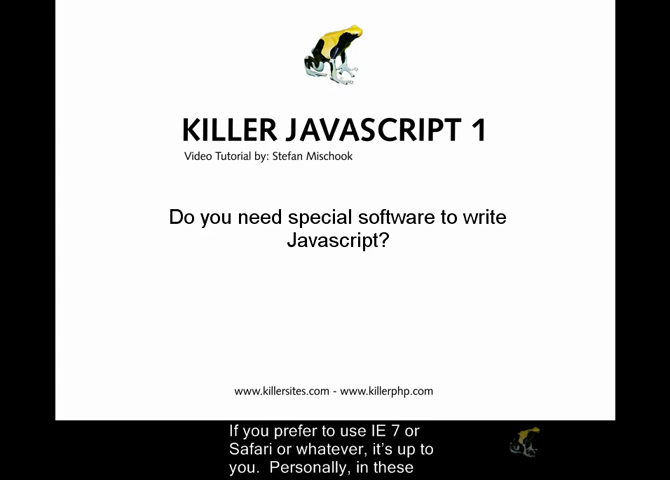 KILLER JAVASCRIPT 1
Video Tutorial by: Stefan Mischook
Do you need special software to write
Javascript?
www.killersites.com - www.killerphp.com
If you prefer to use IE 7 or
Safari or whatever, it's up to
you.  Personally, in these